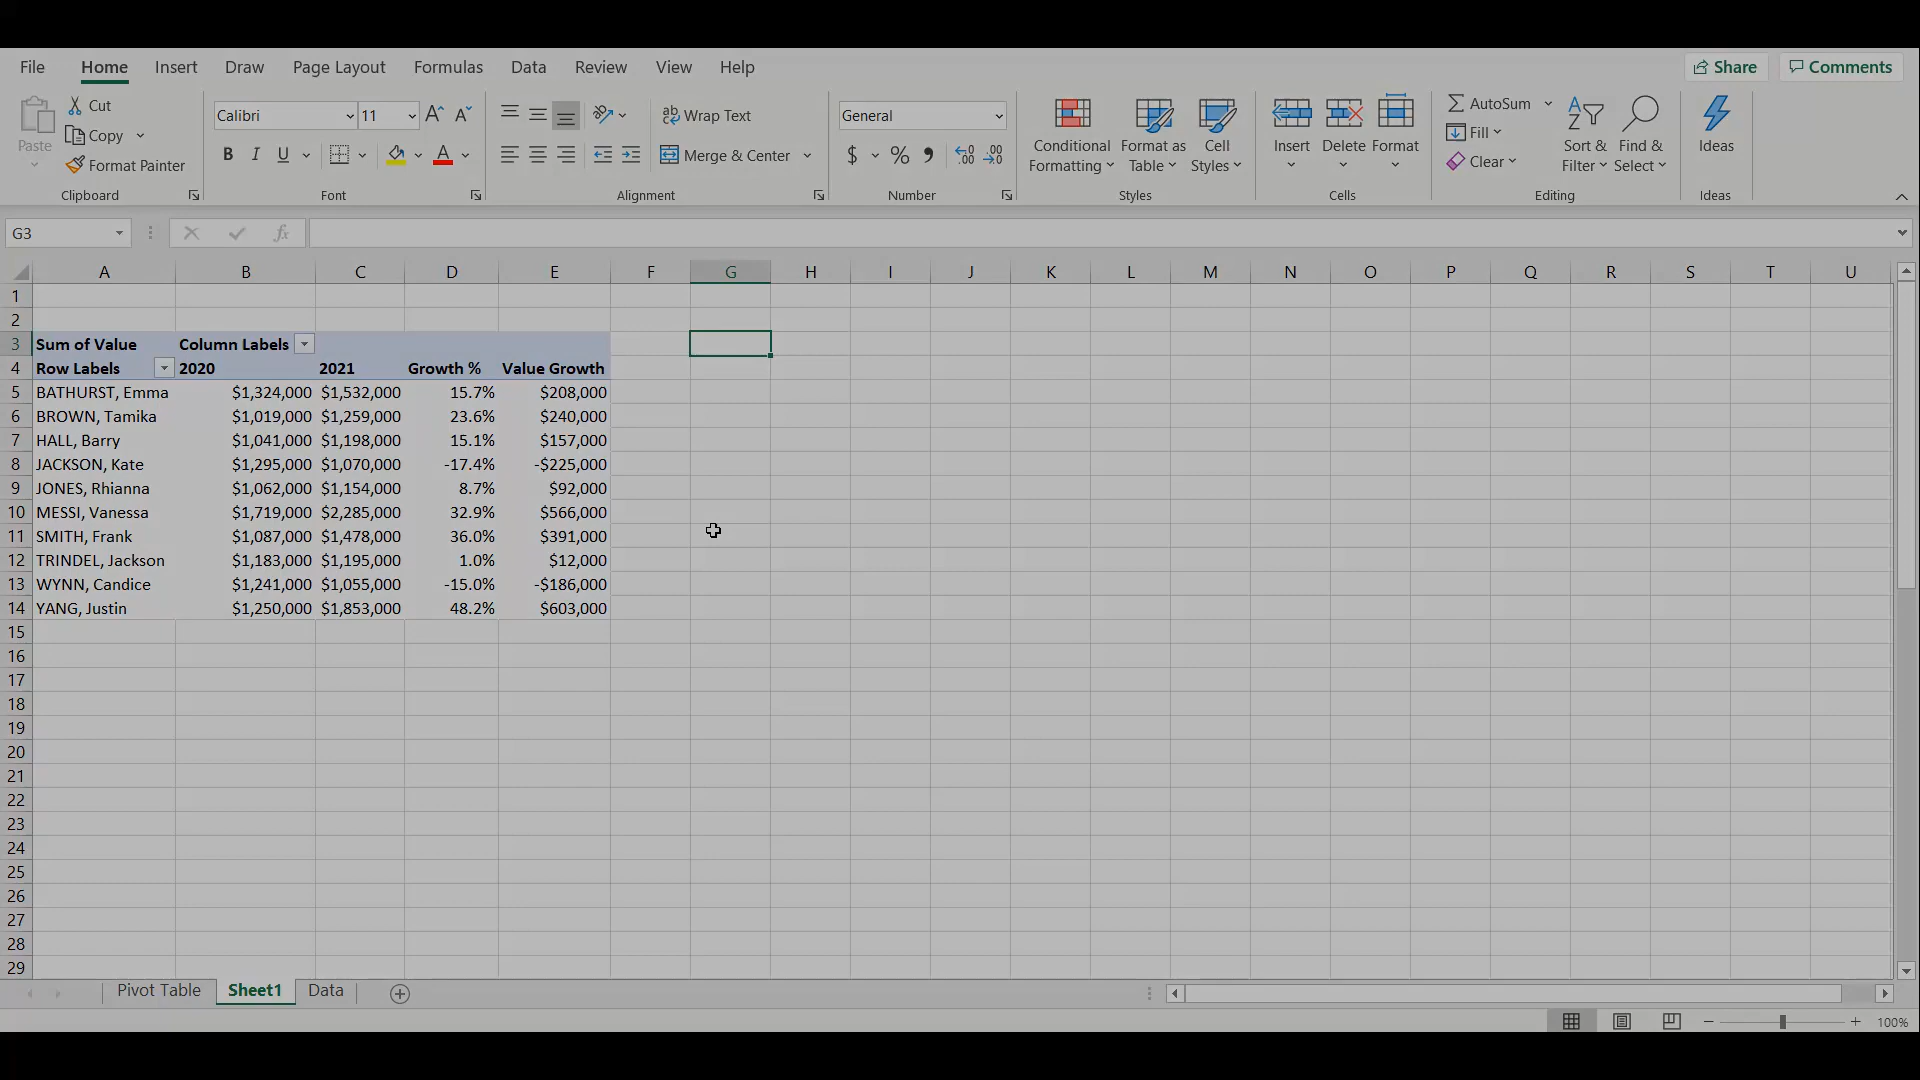 File Home Insert Draw Page Layout Formulas Data Review View Help Share Comments
Cut
Copy
Format Painter
Paste
Clipboard
Calibri 11
B I U A
Font
ab Wrap Text
Merge & Center
Alignment
General
$ % 9 .00 .00
Number
Conditional Formatting
Format as Table
Cell Styles
Styles
Insert Delete Format
Cells
AutoSum
Fill
Clear
Sort & Filter
Find & Select
Editing
Ideas
Ideas
G3 fx
A B C D E F G H I J K L M N O P Q R S T U
1
2
3 Sum of Value Column Labels
4 Row Labels 2020 2021 Growth % Value Growth
5 BATHURST, Emma $1,324,000 $1,532,000 15.7% $208,000
6 BROWN, Tamika $1,019,000 $1,259,000 23.6% $240,000
7 HALL, Barry $1,041,000 $1,198,000 15.1% $157,000
8 JACKSON, Kate $1,295,000 $1,070,000 -17.4% -$225,000
9 JONES, Rhianna $1,062,000 $1,154,000 8.7% $92,000
10 MESSI, Vanessa $1,719,000 $2,285,000 32.9% $566,000
11 SMITH, Frank $1,087,000 $1,478,000 36.0% $391,000
12 TRINDEL, Jackson $1,183,000 $1,195,000 1.0% $12,000
13 WYNN, Candice $1,241,000 $1,055,000 -15.0% -$186,000
14 YANG, Justin $1,250,000 $1,853,000 48.2% $603,000
15
16
17
18
19
20
21
22
23
24
25
26
27
28
29
Pivot Table Sheet1 Data
100%